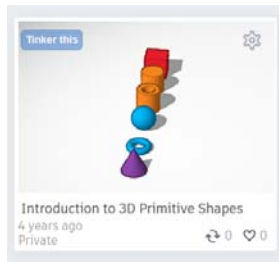 Tinker this
Introduction to 3D Primitive Shapes
4 years ago
Private
0 0